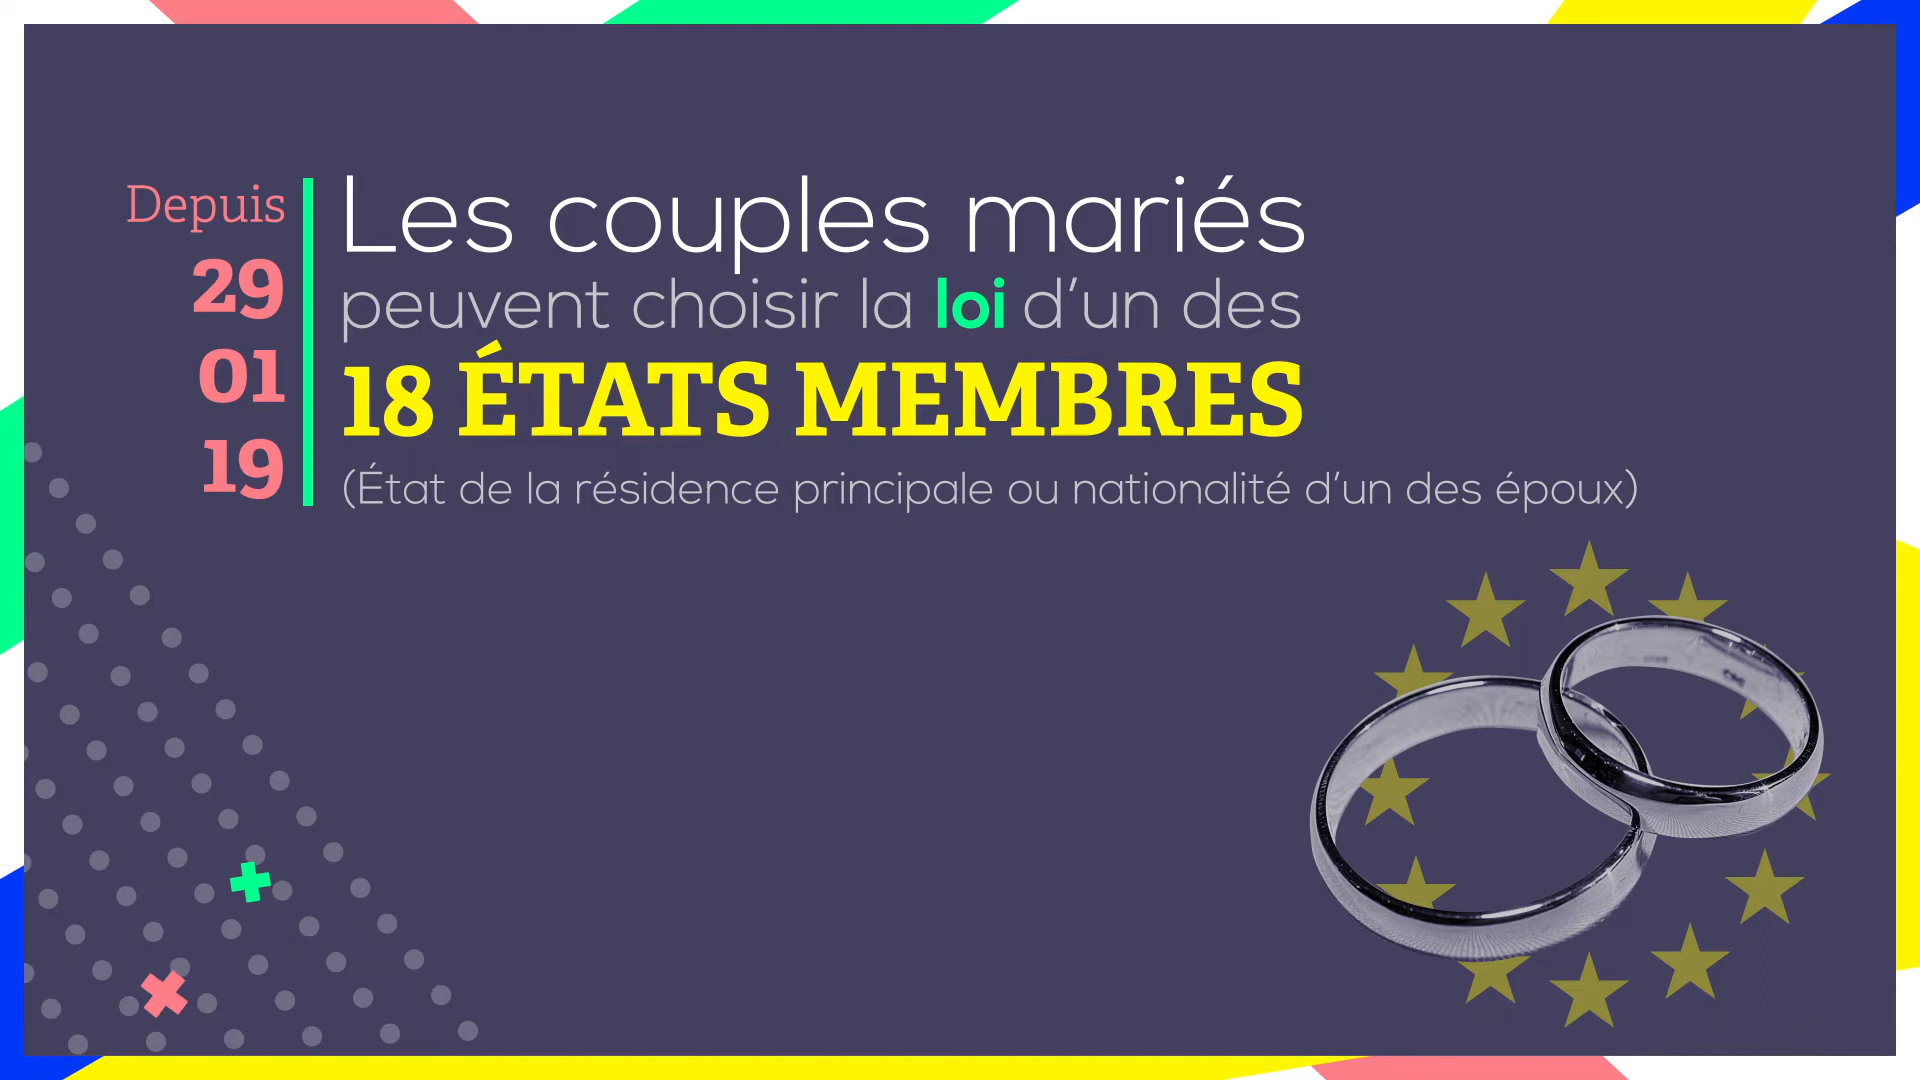 Depuis
29
01
19
Les couples mariés
peuvent choisir la loi d’un des
18 ÉTATS MEMBRES
(État de la résidence principale ou nationalité d’un des époux)